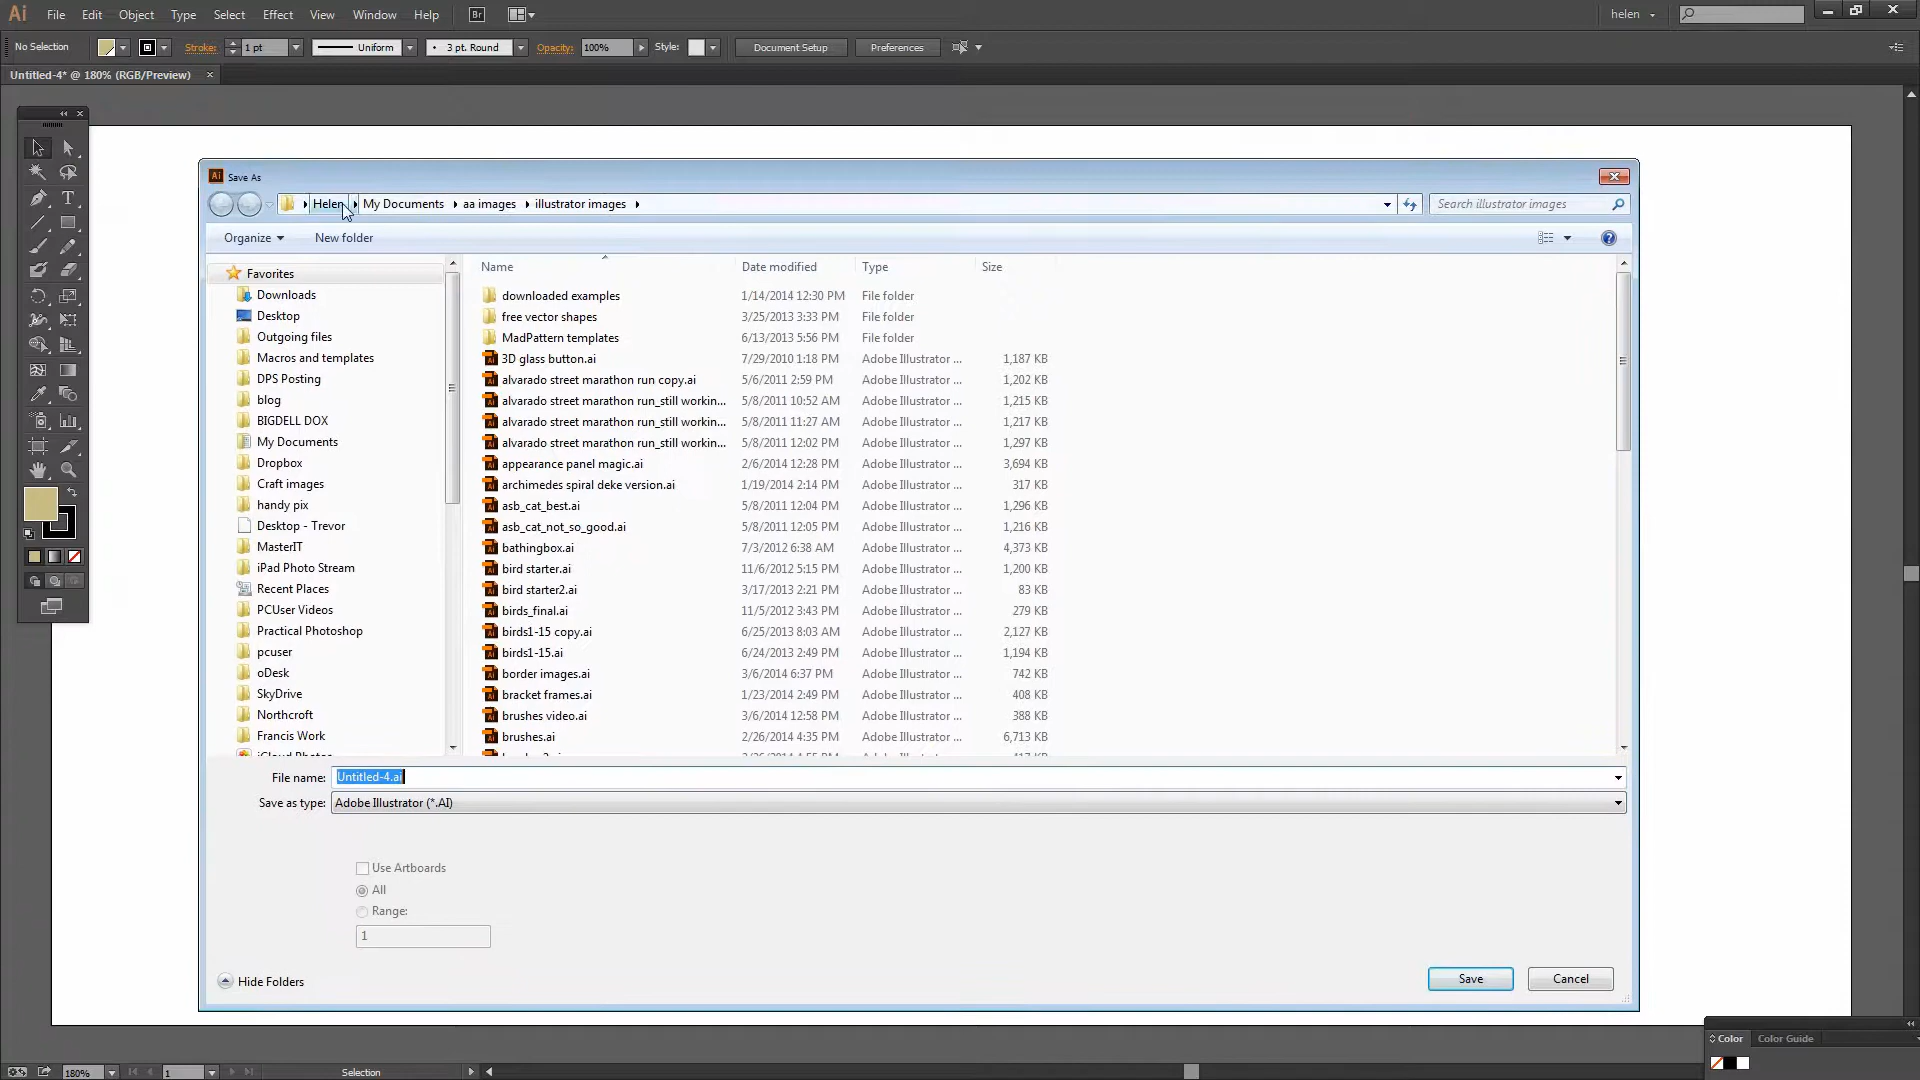 Ai File Edit Object Type Select Effect View Window Help Br helen
No Selection Stroke: 1 pt Uniform 3 pt. Round Opacity: 100% Style: Document Setup Preferences
Untitled-4* @ 180% (RGB/Preview)
Ai Save As
Helen My Documents aa images illustrator images Search illustrator images
Organize New folder
Name Date modified Type Size
Favorites
Downloads
Desktop
Outgoing files
Macros and templates
DPS Posting
blog
BIGDELL DOX
My Documents
Dropbox
Craft images
handy pix
Desktop - Trevor
MasterIT
iPad Photo Stream
Recent Places
PCUser Videos
Practical Photoshop
pcuser
oDesk
SkyDrive
Northcroft
Francis Work
iCloud Photos
downloaded examples 1/14/2014 12:30 PM File folder
free vector shapes 3/25/2013 3:33 PM File folder
MadPattern templates 6/13/2013 5:56 PM File folder
3D glass button.ai 7/29/2010 1:18 PM Adobe Illustrator ... 1,187 KB
alvarado street marathon run copy.ai 5/6/2011 2:59 PM Adobe Illustrator ... 1,202 KB
alvarado street marathon run_still workin... 5/8/2011 10:52 AM Adobe Illustrator ... 1,215 KB
alvarado street marathon run_still workin... 5/8/2011 11:27 AM Adobe Illustrator ... 1,217 KB
alvarado street marathon run_still workin... 5/8/2011 12:02 PM Adobe Illustrator ... 1,297 KB
appearance panel magic.ai 2/6/2014 12:28 PM Adobe Illustrator ... 3,694 KB
archimedes spiral deke version.ai 1/19/2014 2:14 PM Adobe Illustrator ... 317 KB
asb_cat_best.ai 5/8/2011 12:04 PM Adobe Illustrator ... 1,296 KB
asb_cat_not_so_good.ai 5/8/2011 12:05 PM Adobe Illustrator ... 1,216 KB
bathingbox.ai 7/3/2012 6:38 AM Adobe Illustrator ... 4,373 KB
bird starter.ai 11/6/2012 5:15 PM Adobe Illustrator ... 1,200 KB
bird starter2.ai 3/17/2013 2:21 PM Adobe Illustrator ... 83 KB
birds_final.ai 11/5/2012 3:43 PM Adobe Illustrator ... 279 KB
birds1-15 copy.ai 6/25/2013 8:03 AM Adobe Illustrator ... 2,127 KB
birds1-15.ai 6/24/2013 2:49 PM Adobe Illustrator ... 1,194 KB
border images.ai 3/6/2014 6:37 PM Adobe Illustrator ... 742 KB
bracket frames.ai 1/23/2014 2:49 PM Adobe Illustrator ... 408 KB
brushes video.ai 3/6/2014 12:58 PM Adobe Illustrator ... 388 KB
brushes.ai 2/26/2014 4:35 PM Adobe Illustrator ... 6,713 KB
File name: Untitled-4.ai
Save as type: Adobe Illustrator (*.AI)
Use Artboards
All
Range:
1
Hide Folders Save Cancel
Color Color Guide
180% 1 Selection